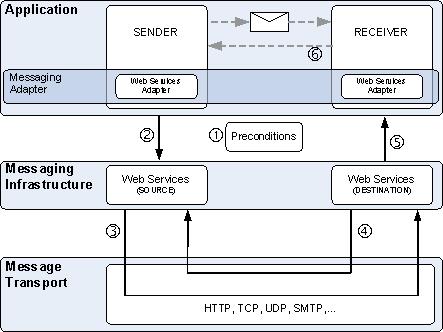 Application
SENDER
RECEIVER
⑥
Messaging
Adapter
Web Services
Adapter
Web Services
Adapter
②
①
Preconditions
⑤
Messaging
Infrastructure
Web Services
(SOURCE)
Web Services
(DESTINATION)
③
④
Message
Transport
HTTP, TCP, UDP, SMTP,...